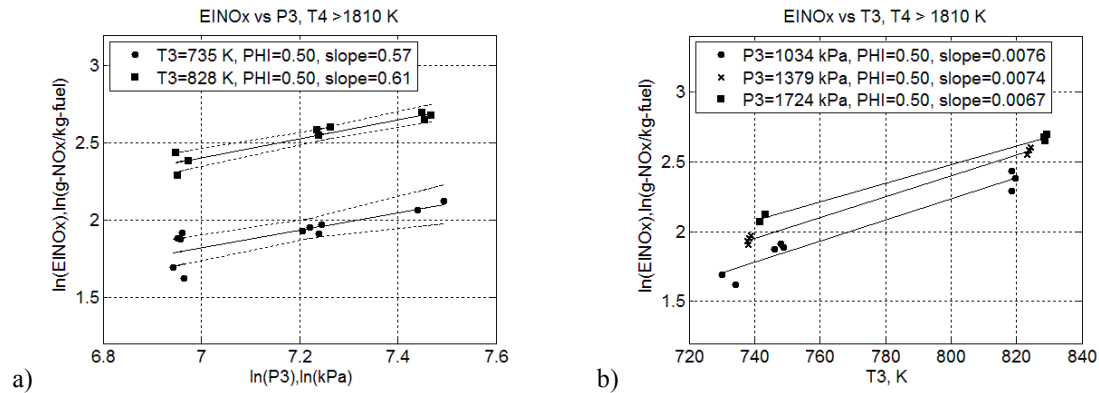 EINOx vs P3, T4 >1810 K
T3=735 K, PHI=0.50, slope=0.57
T3=828 K, PHI=0.50, slope=0.61
ln(EINOx),ln(g-NOx/kg-fuel)
3
2.5
2
1.5
6.8 7 7.2 7.4 7.6
ln(P3),ln(kPa)
a)
EINOx vs T3, T4 > 1810 K
P3=1034 kPa, PHI=0.50, slope=0.0076
P3=1379 kPa, PHI=0.50, slope=0.0074
P3=1724 kPa, PHI=0.50, slope=0.0067
ln(EINOx),ln(g-NOx/kg-fuel)
3
2.5
2
1.5
720 740 760 780 800 820 840
T3, K
b)